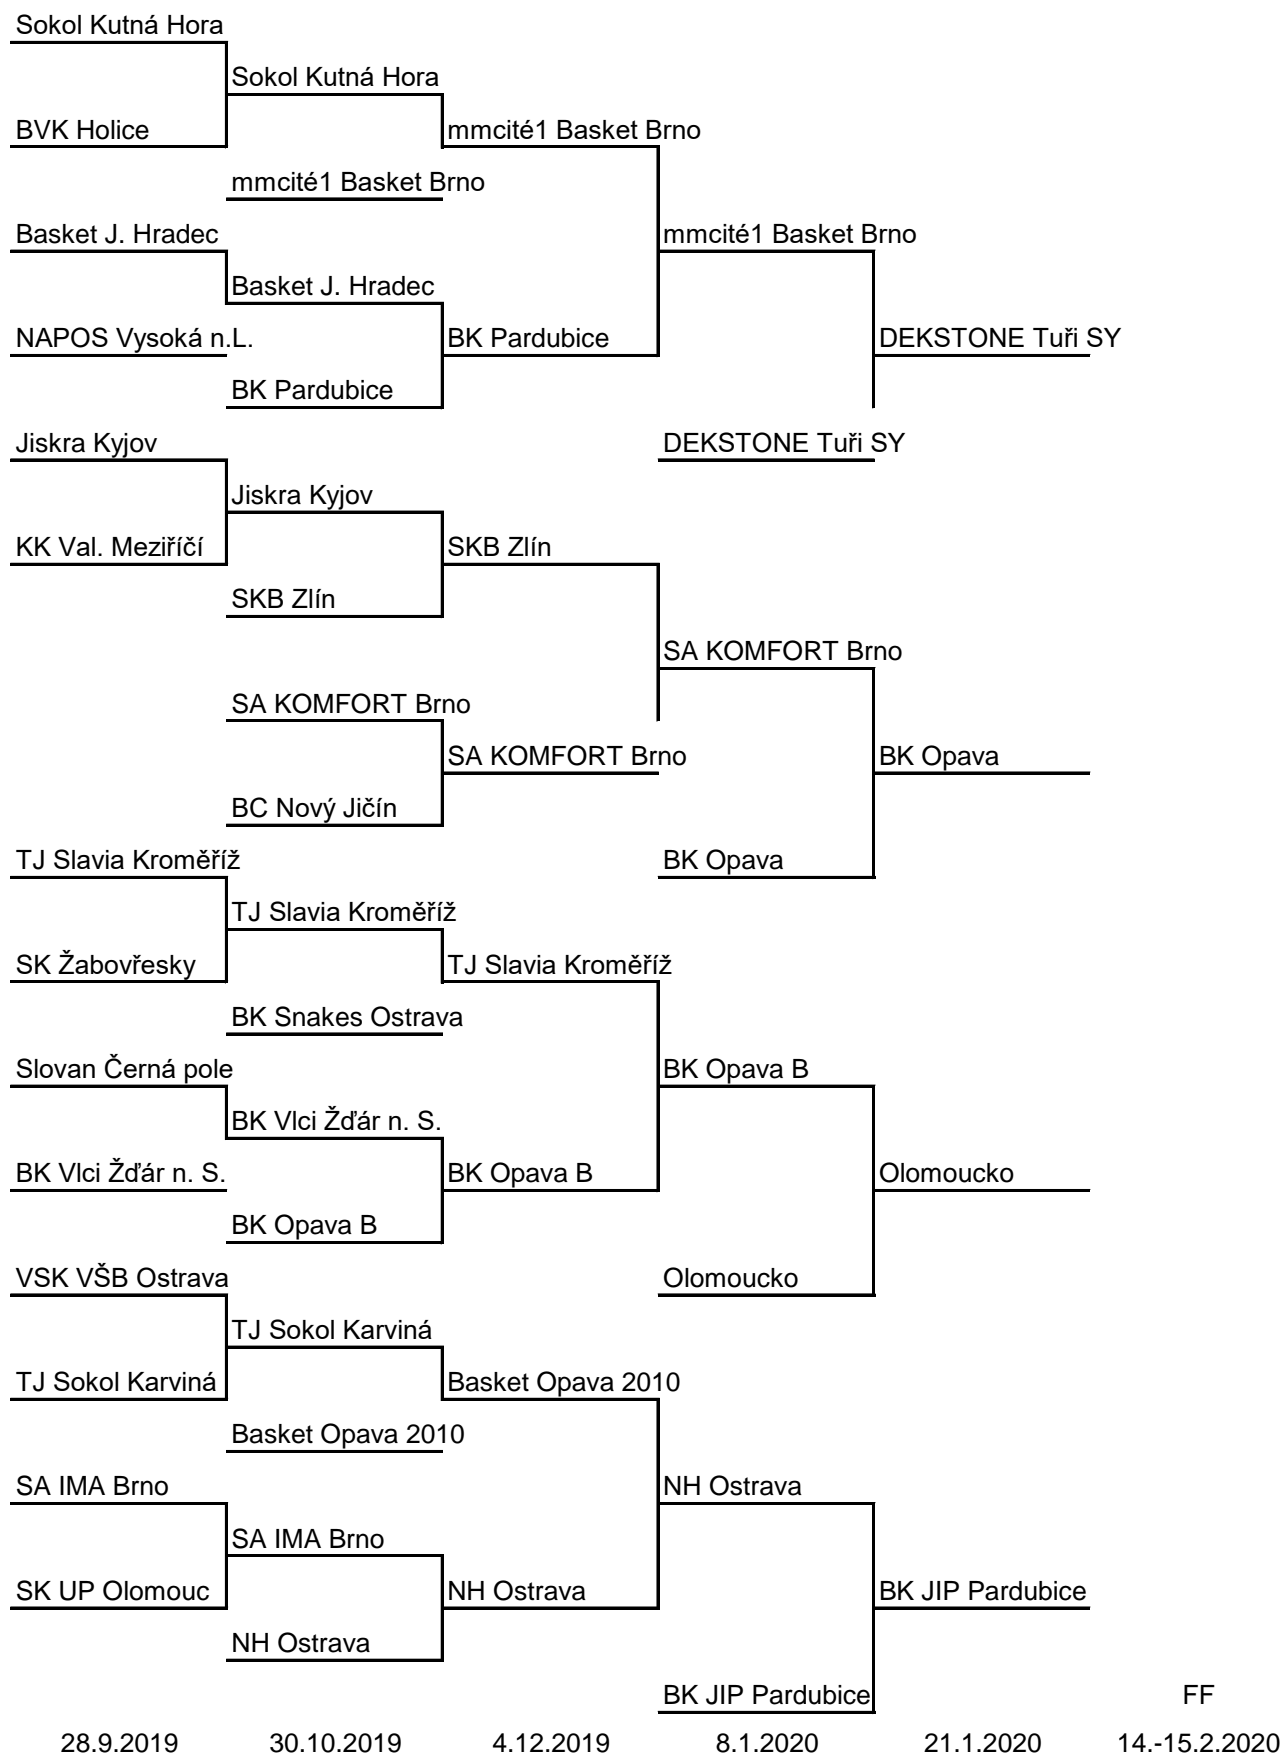 Sokol Kutná Hora
Sokol Kutná Hora
BVK Holice
mmcité1 Basket Brno
mmcité1 Basket Brno
Basket J. Hradec
mmcité1 Basket Brno
Basket J. Hradec
NAPOS Vysoká n.L.
BK Pardubice
DEKSTONE Tuři SY
BK Pardubice
Jiskra Kyjov
DEKSTONE Tuři SY
Jiskra Kyjov
KK Val. Meziříčí
SKB Zlín
SKB Zlín
SA KOMFORT Brno
SA KOMFORT Brno
SA KOMFORT Brno
BK Opava
BC Nový Jičín
TJ Slavia Kroměříž
BK Opava
TJ Slavia Kroměříž
SK Žabovřesky
TJ Slavia Kroměříž
BK Snakes Ostrava
Slovan Černá pole
BK Opava B
BK Vlci Žďár n. S.
BK Vlci Žďár n. S.
BK Opava B
Olomoucko
BK Opava B
VSK VŠB Ostrava
Olomoucko
TJ Sokol Karviná
TJ Sokol Karviná
Basket Opava 2010
Basket Opava 2010
SA IMA Brno
NH Ostrava
SA IMA Brno
SK UP Olomouc
NH Ostrava
BK JIP Pardubice
NH Ostrava
BK JIP Pardubice
FF
28.9.2019
30.10.2019
4.12.2019
8.1.2020
21.1.2020
14.-15.2.2020